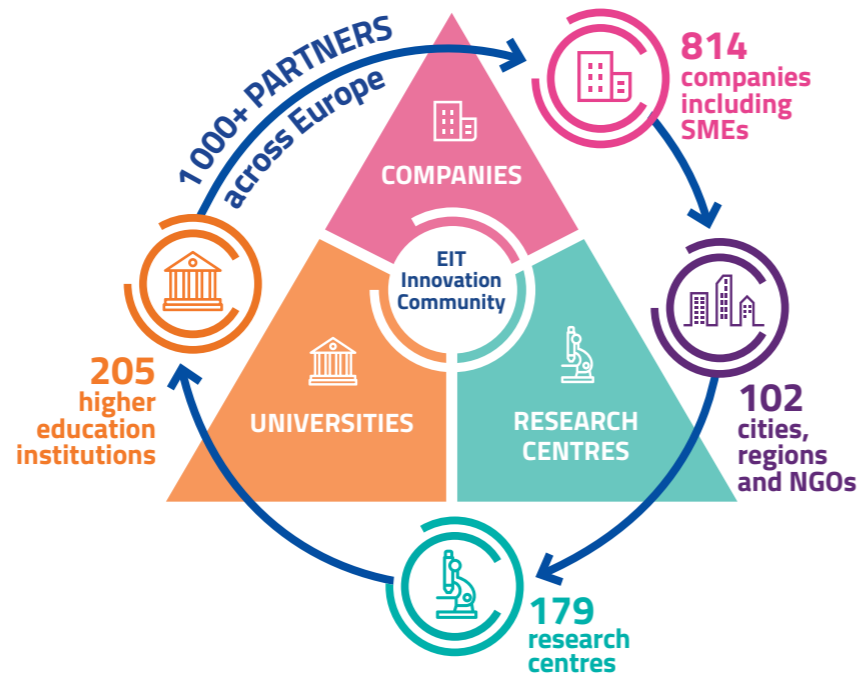 1000+ PARTNERS
across Europe
814
companies
including
SMEs
COMPANIES
EIT
Innovation
Community
205
higher
education
institutions
UNIVERSITIES
RESEARCH
CENTRES
102
cities,
regions
and NGOs
179
research
centres